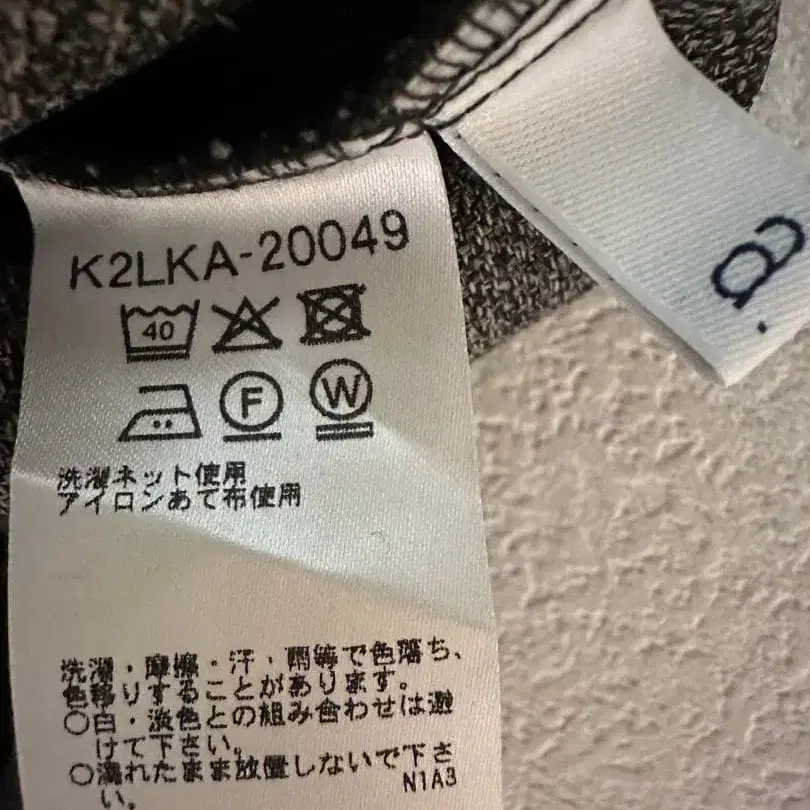 K2LKA-20049
40
F W
洗濯ネット使用
アイロンあて布使用
洗濯・摩擦・汗・雨等で色落ち、
色移りすることがあります。
○白・淡色との組み合わせは避
けて下さい。
○濡れたまま放置しないで下さ
い。
N1A3
ca